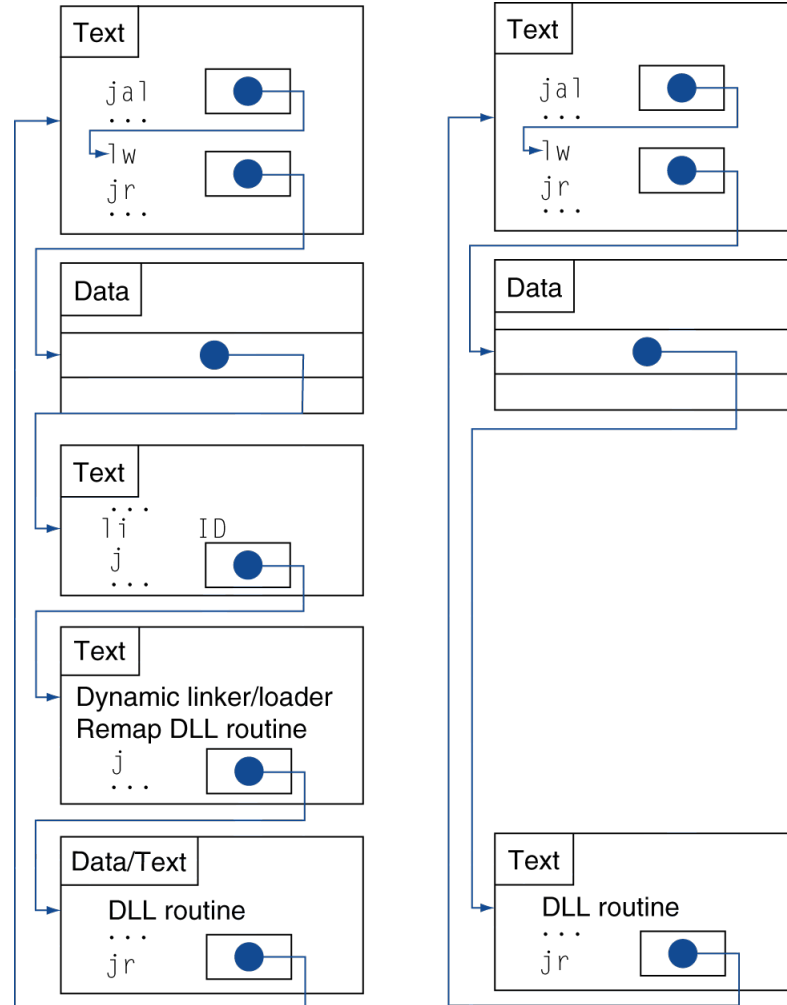 Text
jal
...
lw
jr
...
Data
Text
...
li ID
j
...
Text
Dynamic linker/loader
Remap DLL routine
j
...
Data/Text
DLL routine
...
jr
Text
jal
...
lw
jr
...
Data
Text
DLL routine
...
jr